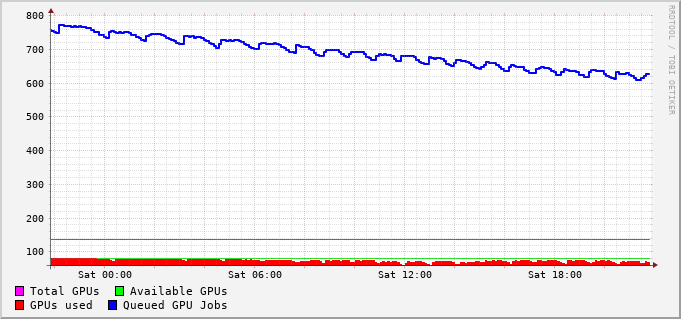 800
700
600
500
400
300
200
100
Sat 00:00 Sat 06:00 Sat 12:00 Sat 18:00
Total GPUs Available GPUs
GPUs used Queued GPU Jobs
RRDTOOL / TOBI OETIKER